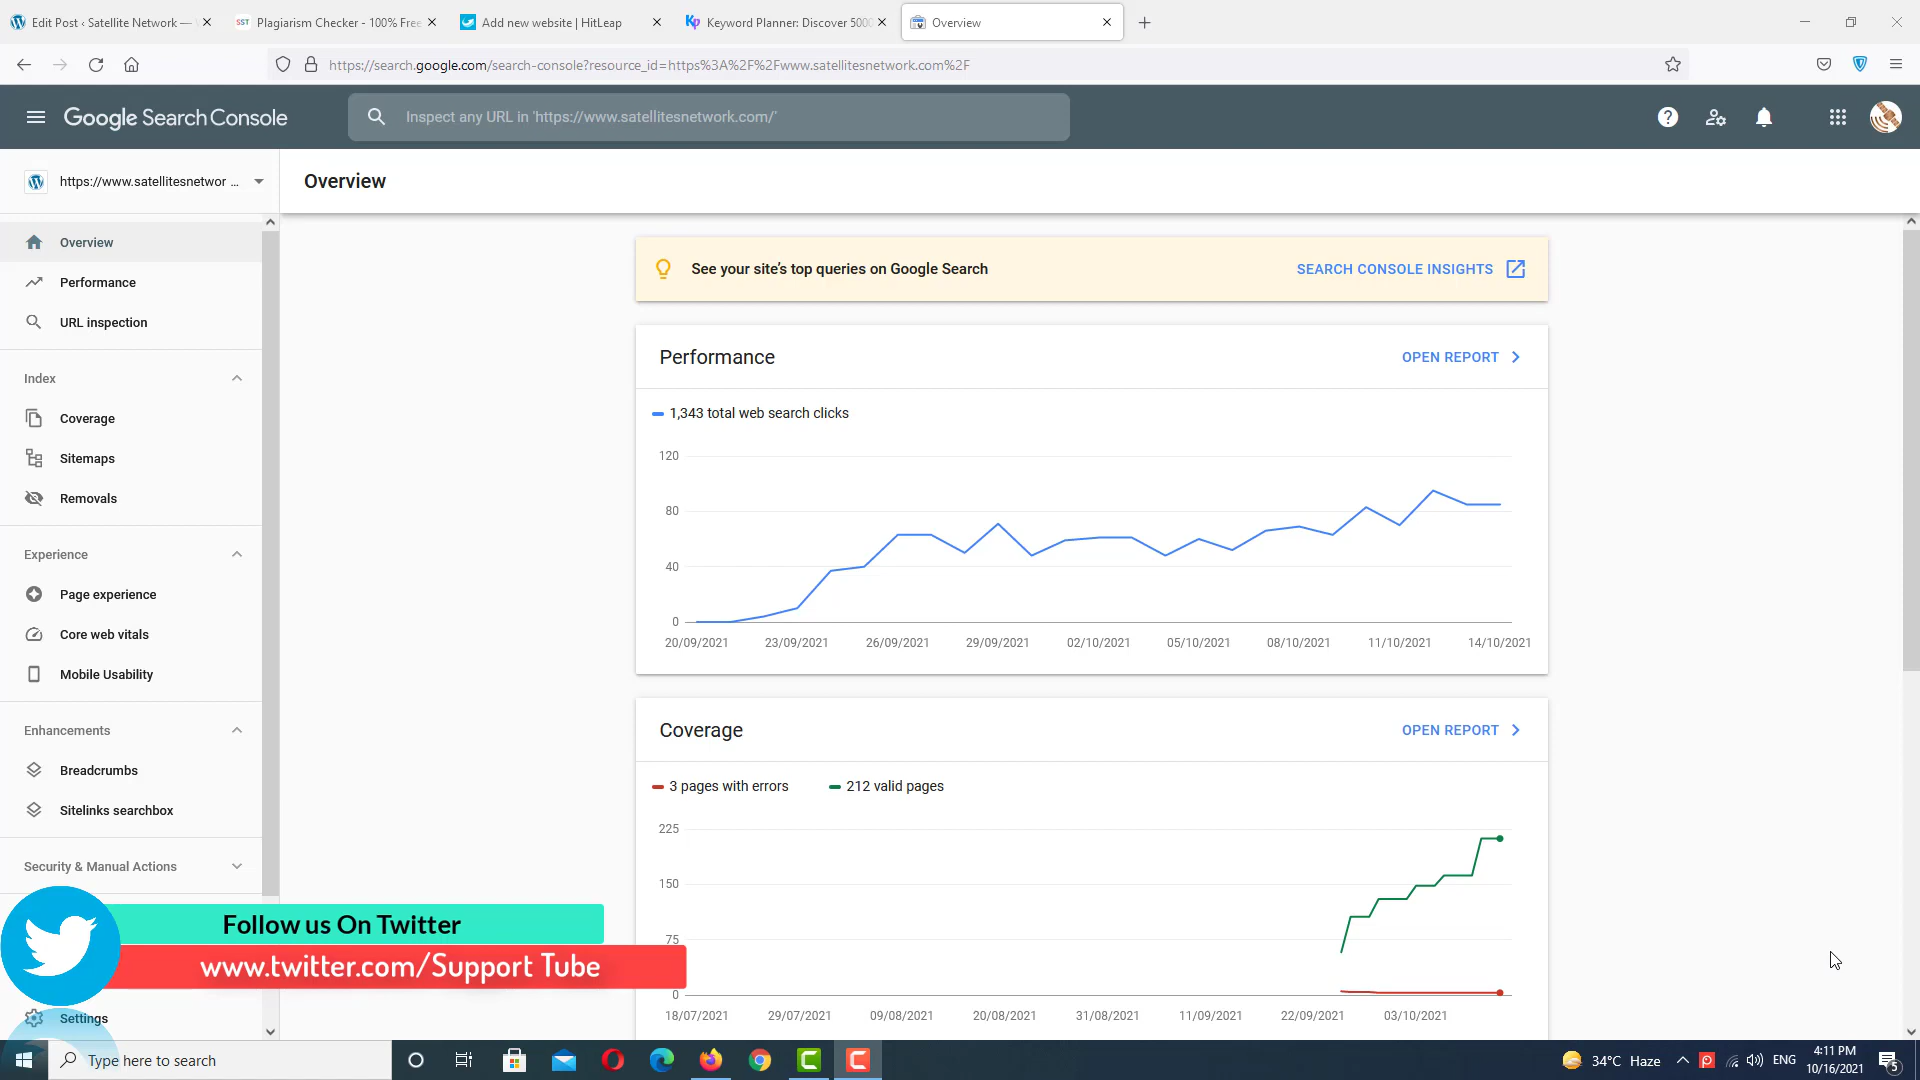 Edit Post ‹ Satellite Network —
SST Plagiarism Checker - 100% Free
Add new website | HitLeap
Kp Keyword Planner: Discover 5000
Overview
https://search.google.com/search-console?resource_id=https%3A%2F%2Fwww.satellitesnetwork.com%2F
Google Search Console
Inspect any URL in 'https://www.satellitesnetwork.com/'
https://www.satellitesnetwor ...
Overview
Overview
Performance
URL inspection
Index
Coverage
Sitemaps
Removals
Experience
Page experience
Core web vitals
Mobile Usability
Enhancements
Breadcrumbs
Sitelinks searchbox
Security & Manual Actions
Settings
See your site's top queries on Google Search
SEARCH CONSOLE INSIGHTS
Performance
OPEN REPORT
1,343 total web search clicks
120
80
40
0
20/09/2021 23/09/2021 26/09/2021 29/09/2021 02/10/2021 05/10/2021 08/10/2021 11/10/2021 14/10/2021
Coverage
OPEN REPORT
3 pages with errors 212 valid pages
225
150
75
0
18/07/2021 29/07/2021 09/08/2021 20/08/2021 31/08/2021 11/09/2021 22/09/2021 03/10/2021
Follow us On Twitter
www.twitter.com/Support Tube
Type here to search
34°C Haze
ENG
4:11 PM
10/16/2021
5